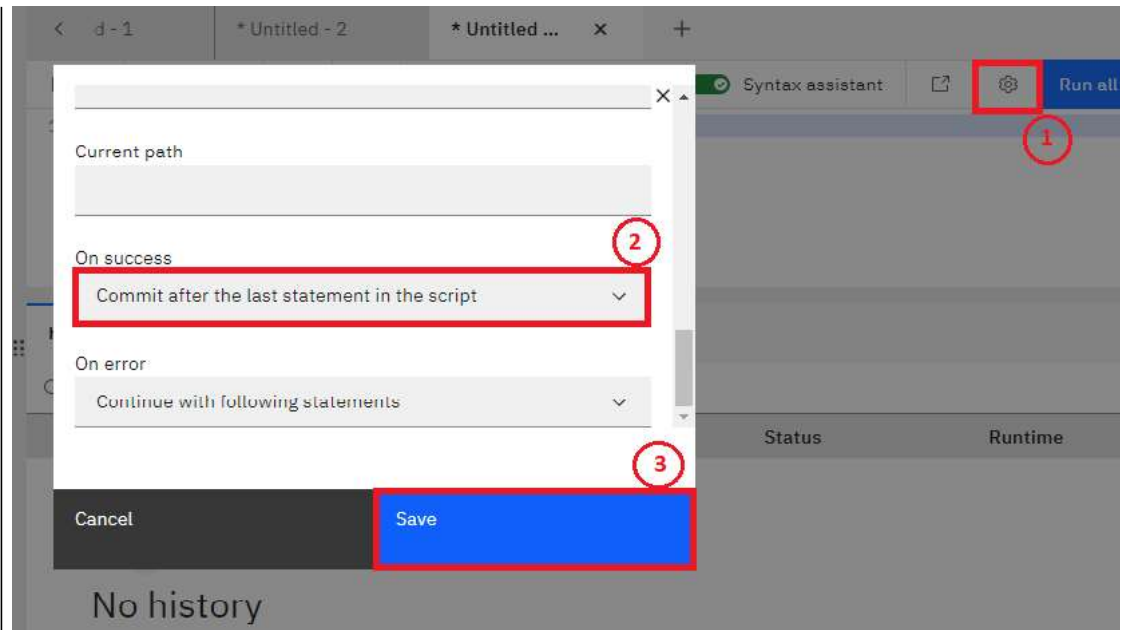 d - 1
* Untitled - 2
* Untitled ...
Syntax assistant
Run all
1
Current path
2
On success
Commit after the last statement in the script
On error
Continue with following statements
Status
Runtime
3
Cancel
Save
No history